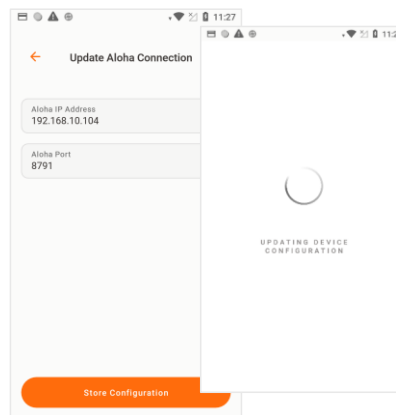 11:27
Update Aloha Connection
Aloha IP Address
192.168.10.104
Aloha Port
8791
Store Configuration
UPDATING DEVICE
CONFIGURATION